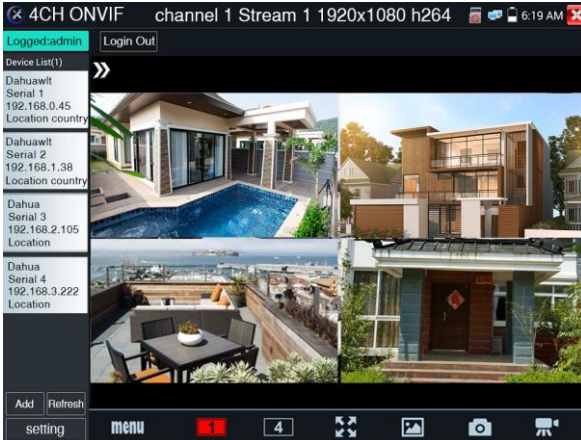 4CH ONVIF channel 1 Stream 1 1920x1080 h264 6:19 AM
Logged:admin Login Out
Device List(1)
Dahuawlt
Serial 1
192.168.0.45
Location country
Dahuawlt
Serial 2
192.168.1.38
Location country
Dahua
Serial 3
192.168.2.105
Location
Dahua
Serial 4
192.168.3.222
Location
Add Refresh
setting menu 1 4